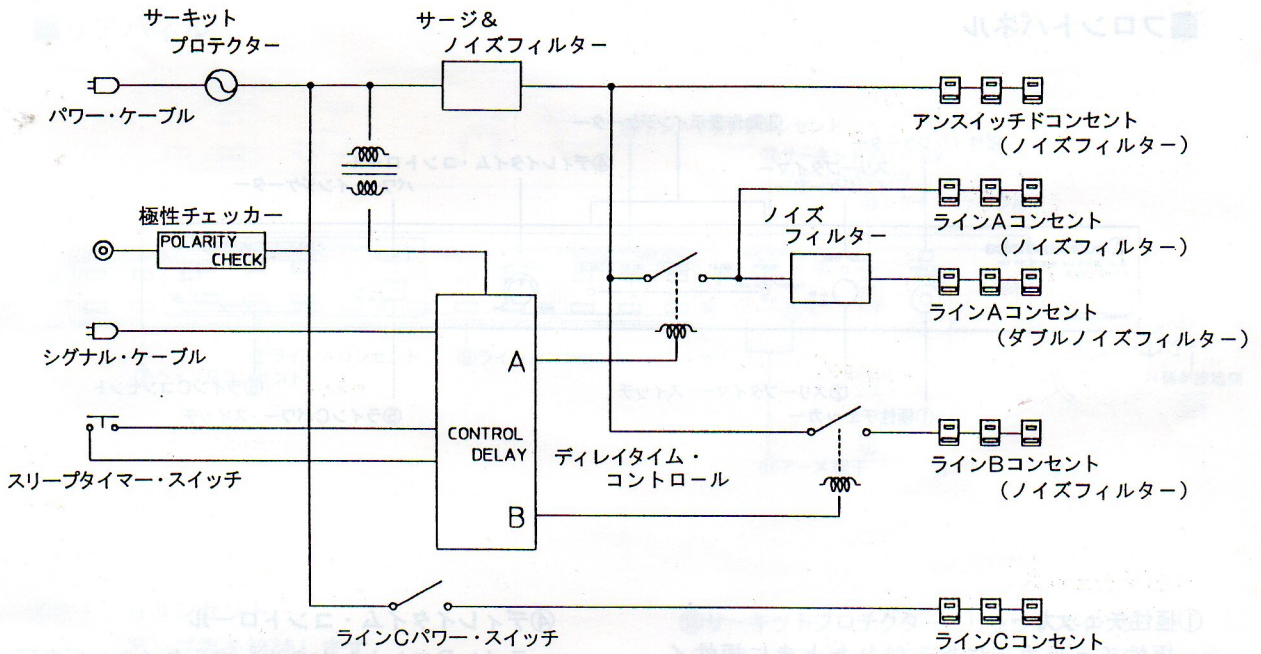 サーキット
プロテクター
サージ&
ノイズフィルター
パワー・ケーブル
アンスイッチドコンセント
(ノイズフィルター)
極性チェッカー
POLARITY
CHECK
ノイズ
フィルター
ラインAコンセント
(ノイズフィルター)
ラインAコンセント
(ダブルノイズフィルター)
シグナル・ケーブル
A
CONTROL
DELAY
B
ディレイタイム・
コントロール
スリープタイマー・スイッチ
ラインBコンセント
(ノイズフィルター)
ラインCパワー・スイッチ
ラインCコンセント